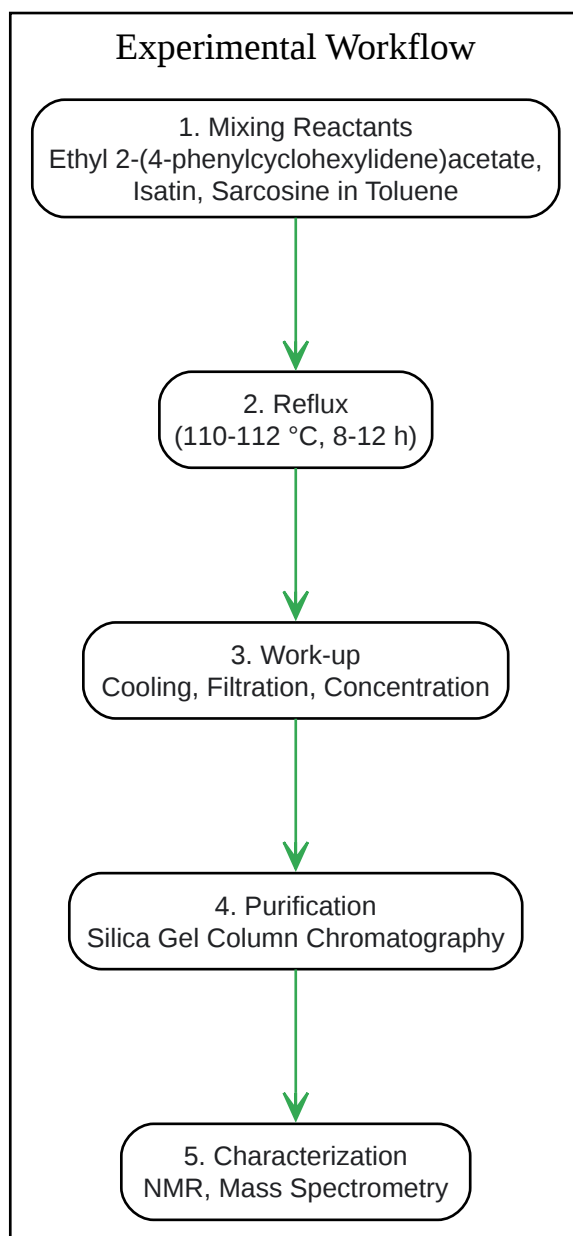 Experimental Workflow
1. Mixing Reactants
Ethyl 2-(4-phenylcyclohexylidene)acetate,
Isatin, Sarcosine in Toluene
2. Reflux
(110-112 °C, 8-12 h)
3. Work-up
Cooling, Filtration, Concentration
4. Purification
Silica Gel Column Chromatography
5. Characterization
NMR, Mass Spectrometry